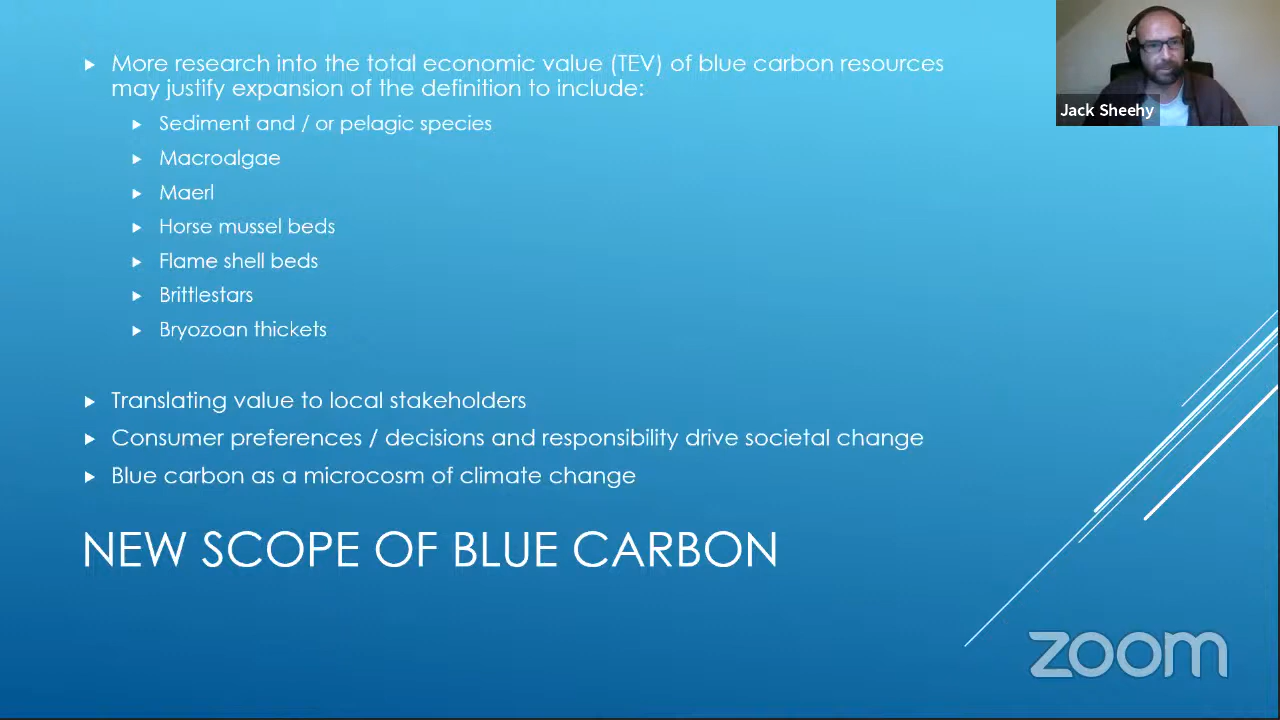 More research into the total economic value (TEV) of blue carbon resources
may justify expansion of the definition to include:
Sediment and / or pelagic species
Macroalgae
Maerl
Horse mussel beds
Flame shell beds
Brittlestars
Bryozoan thickets
Translating value to local stakeholders
Consumer preferences / decisions and responsibility drive societal change
Blue carbon as a microcosm of climate change
NEW SCOPE OF BLUE CARBON
Jack Sheehy
zoom